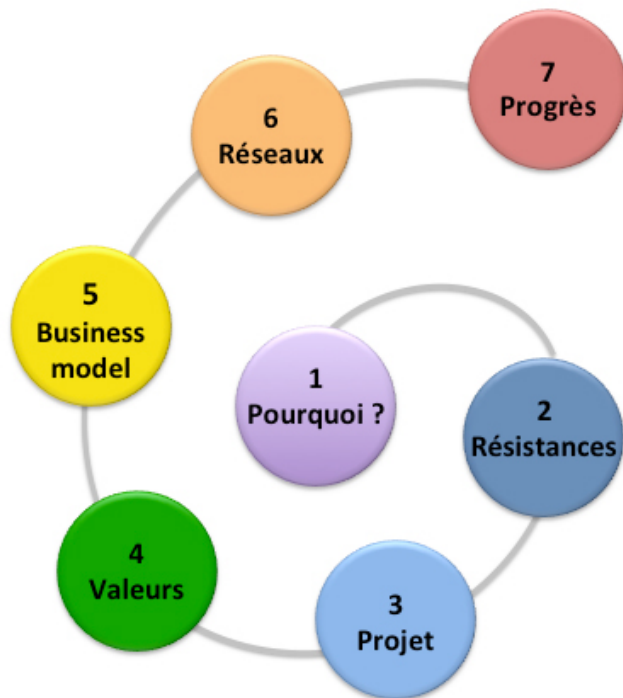 1
Pourquoi ?
2
Résistances
3
Projet
4
Valeurs
5
Business
model
6
Réseaux
7
Progrès